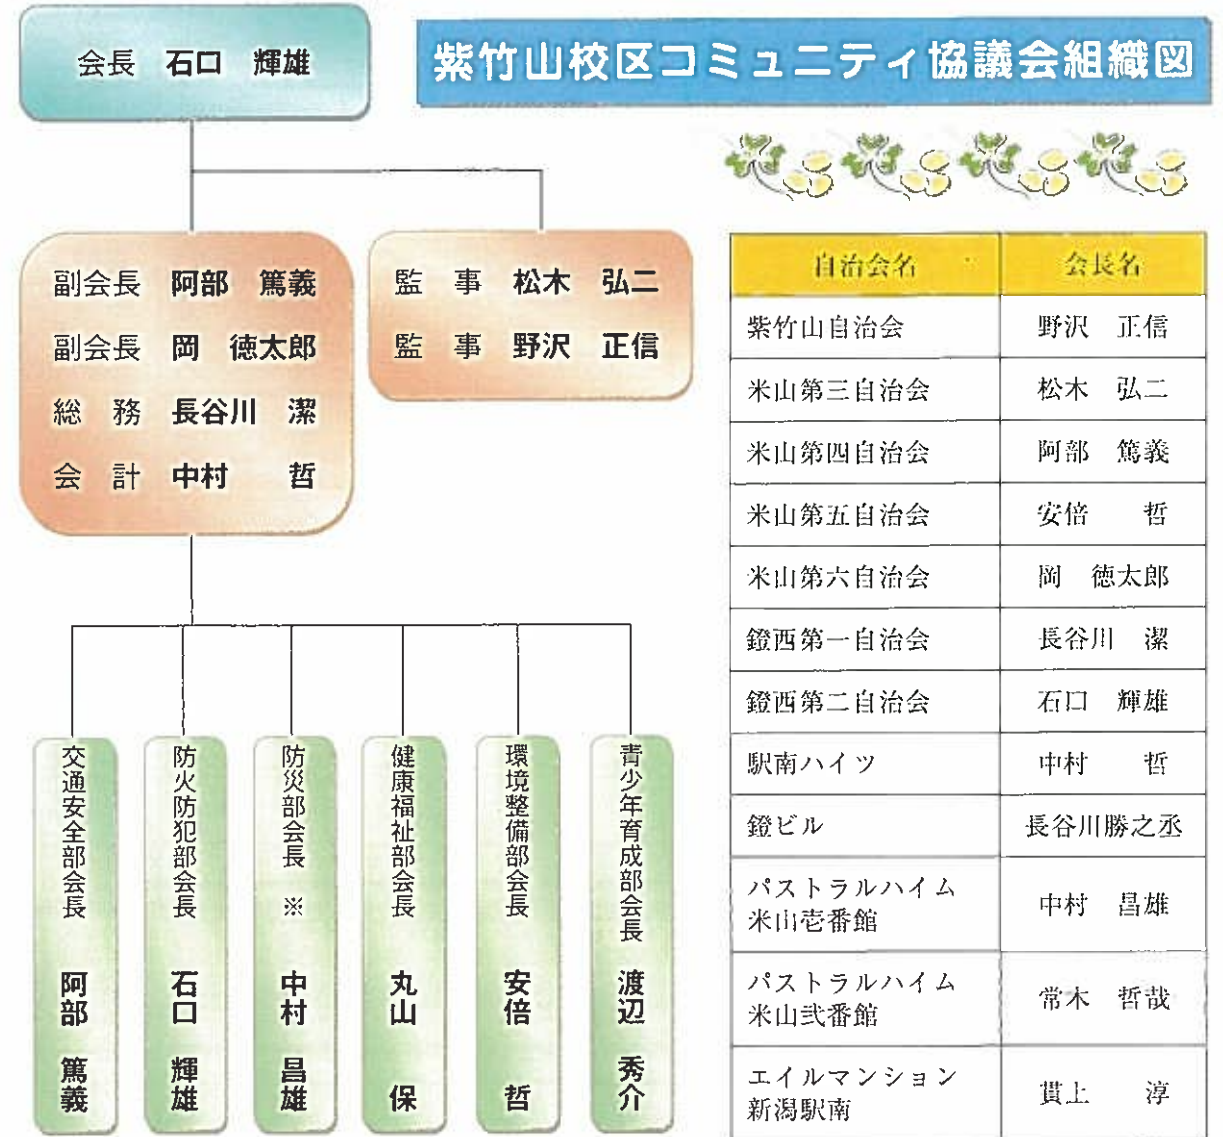 会長 石口 輝雄
紫竹山校区コミュニティ協議会組織図
副会長 阿部 篤義
副会長 岡 徳太郎
総 務 長谷川 潔
会 計 中村 哲
監 事 松木 弘二
監 事 野沢 正信
交通安全部会長 阿部 篤義
防火防犯部会長 石口 輝雄
防災部会長 ※ 中村 昌雄
健康福祉部会長 丸山 保
環境整備部会長 安倍 哲
青少年育成部会長 渡辺 秀介
自治会名 会長名
紫竹山自治会 野沢 正信
米山第三自治会 松木 弘二
米山第四自治会 阿部 篤義
米山第五自治会 安倍 哲
米山第六自治会 岡 徳太郎
鐙西第一自治会 長谷川 潔
鐙西第二自治会 石口 輝雄
駅南ハイツ 中村 哲
鐙ビル 長谷川勝之丞
パストラルハイム
米山壱番館 中村 昌雄
パストラルハイム
米山弐番館 常木 哲哉
エイルマンション
新潟駅南 貫上 淳